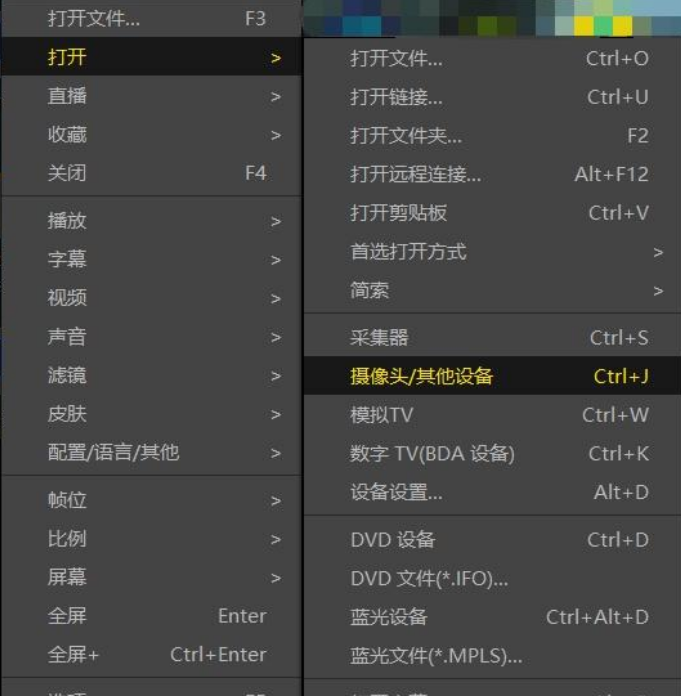 打开文件... F3
打开 >
直播 >
收藏 >
关闭 F4
播放 >
字幕 >
视频 >
声音 >
滤镜 >
皮肤 >
配置/语言/其他 >
帧位 >
比例 >
屏幕 >
全屏 Enter
全屏+ Ctrl+Enter
打开文件... Ctrl+O
打开链接... Ctrl+U
打开文件夹... F2
打开远程连接... Alt+F12
打开剪贴板 Ctrl+V
首选打开方式 >
简索 >
采集器 Ctrl+S
摄像头/其他设备 Ctrl+J
模拟TV Ctrl+W
数字 TV(BDA 设备) Ctrl+K
设备设置... Alt+D
DVD 设备 Ctrl+D
DVD 文件(*.IFO)...
蓝光设备 Ctrl+Alt+D
蓝光文件(*.MPLS)...